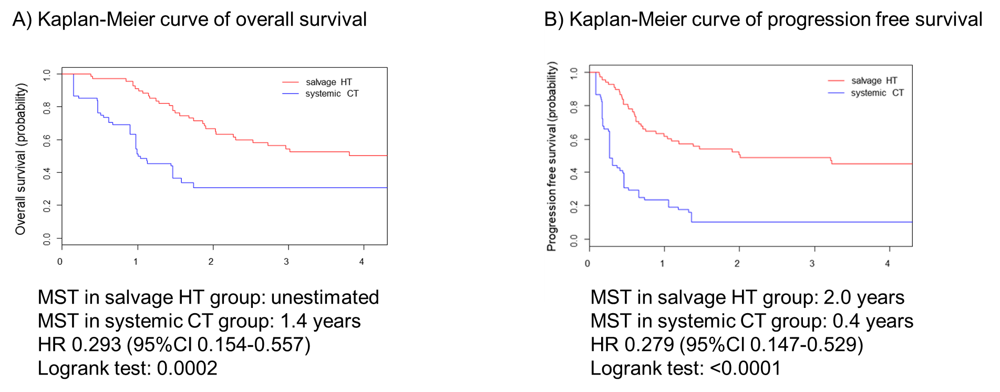 A) Kaplan-Meier curve of overall survival
Overall survival (probability)
1.0
0.8
0.6
0.4
0.2
0.0
salvage HT
systemic CT
0 1 2 3 4
MST in salvage HT group: unestimated
MST in systemic CT group: 1.4 years
HR 0.293 (95%CI 0.154-0.557)
Logrank test: 0.0002
B) Kaplan-Meier curve of progression free survival
Progression free survival (probability)
1.0
0.8
0.6
0.4
0.2
0.0
salvage HT
systemic CT
0 1 2 3 4
MST in salvage HT group: 2.0 years
MST in systemic CT group: 0.4 years
HR 0.279 (95%CI 0.147-0.529)
Logrank test: <0.0001